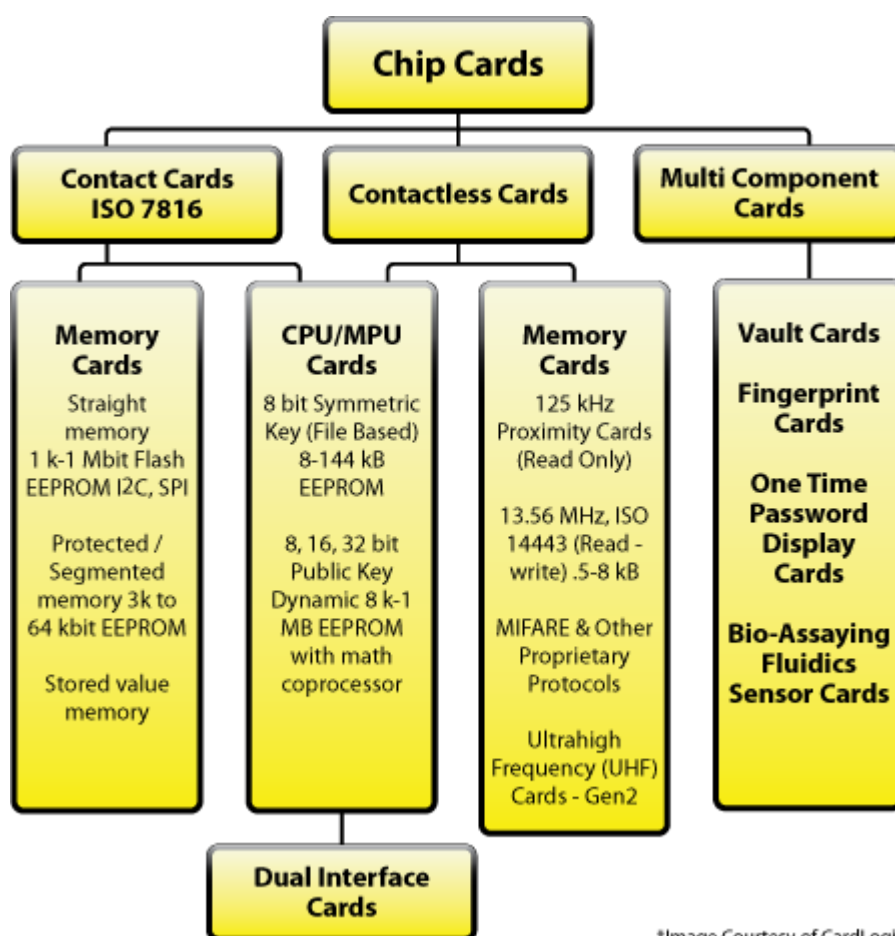 Chip Cards
Contact Cards
ISO 7816
Contactless Cards
Multi Component
Cards
Memory
Cards
Straight
memory
1 k-1 Mbit Flash
EEPROM I2C, SPI
Protected /
Segmented
memory 3k to
64 kbit EEPROM
Stored value
memory
CPU/MPU
Cards
8 bit Symmetric
Key (File Based)
8-144 kB
EEPROM
8, 16, 32 bit
Public Key
Dynamic 8 k-1
MB EEPROM
with math
coprocessor
Memory
Cards
125 kHz
Proximity Cards
(Read Only)
13.56 MHz, ISO
14443 (Read -
write) .5-8 kB
MIFARE & Other
Proprietary
Protocols
Ultrahigh
Frequency (UHF)
Cards - Gen2
Vault Cards
Fingerprint
Cards
One Time
Password
Display
Cards
Bio-Assaying
Fluidics
Sensor Cards
Dual Interface
Cards
*Image Courtesy of